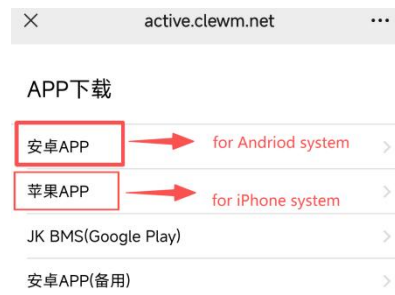 active.clewm.net
APP下载
安卓APP for Andriod system
苹果APP for iPhone system
JK BMS(Google Play)
安卓APP(备用)